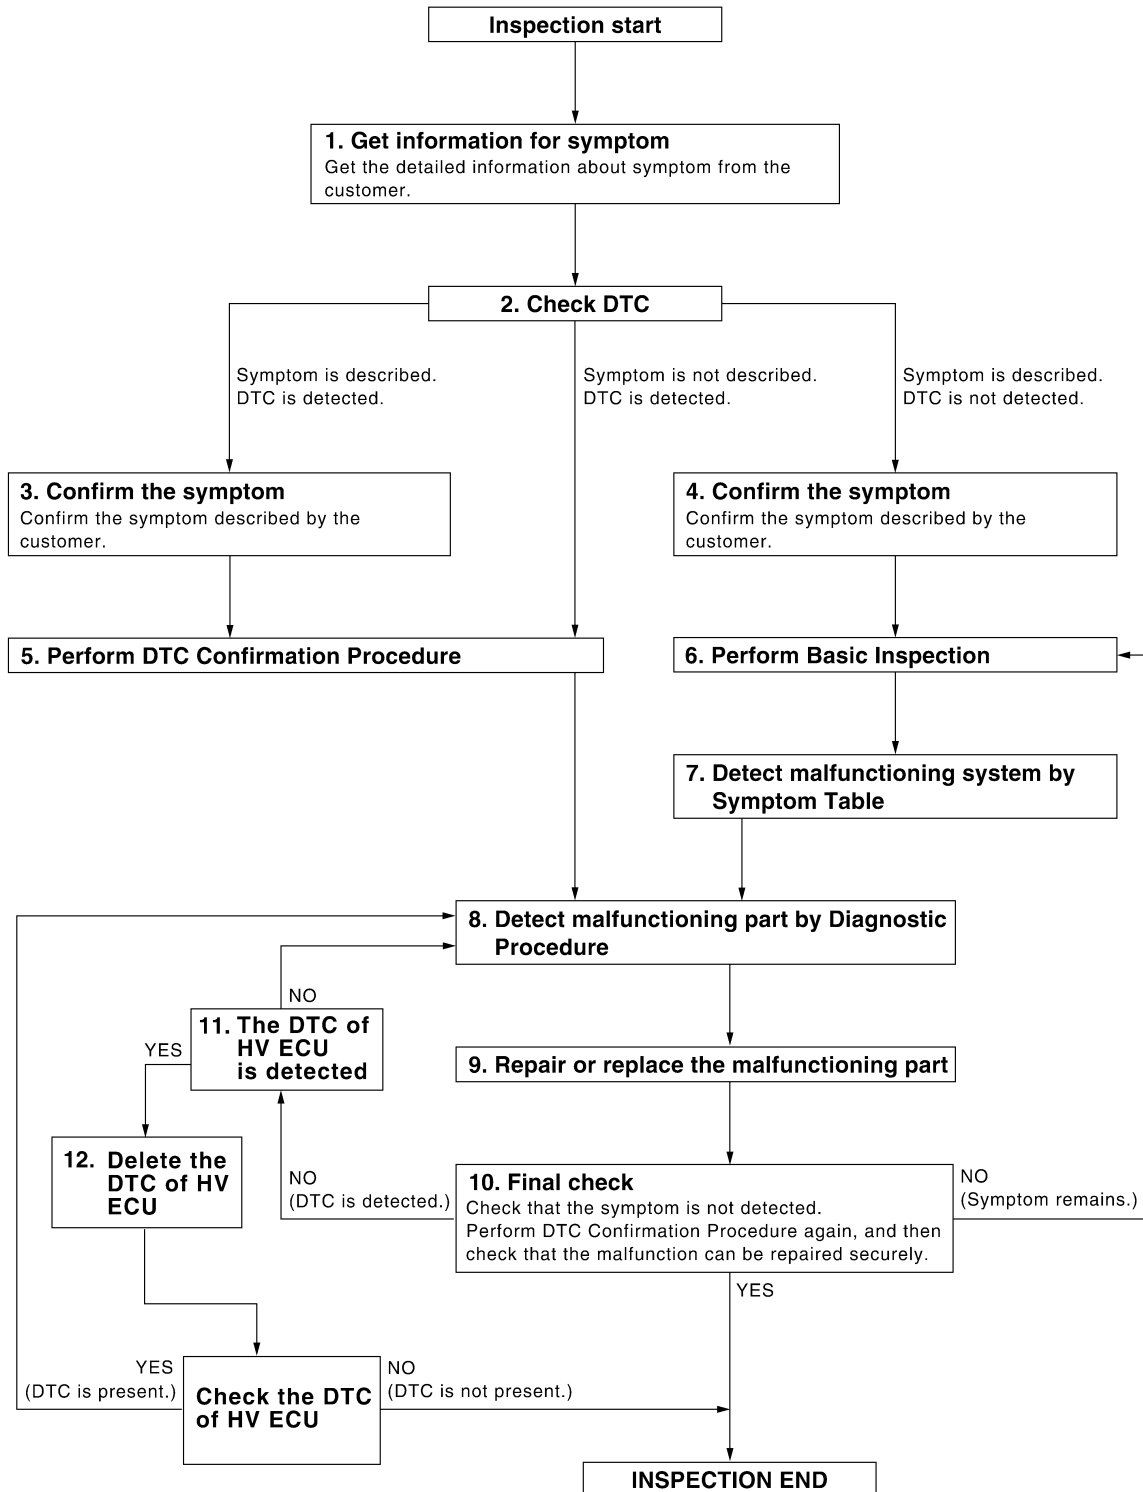 Inspection start
1. Get information for symptom
Get the detailed information about symptom from the
customer.
2. Check DTC
Symptom is described.
DTC is detected.
Symptom is not described.
DTC is detected.
Symptom is described.
DTC is not detected.
3. Confirm the symptom
Confirm the symptom described by the
customer.
4. Confirm the symptom
Confirm the symptom described by the
customer.
5. Perform DTC Confirmation Procedure
6. Perform Basic Inspection
7. Detect malfunctioning system by
Symptom Table
8. Detect malfunctioning part by Diagnostic
Procedure
NO
11. The DTC of
HV ECU
is detected
YES
9. Repair or replace the malfunctioning part
12. Delete the
DTC of HV
ECU
NO
(DTC is detected.)
10. Final check
Check that the symptom is not detected.
Perform DTC Confirmation Procedure again, and then
check that the malfunction can be repaired securely.
NO
(Symptom remains.)
YES
YES
(DTC is present.)
Check the DTC
of HV ECU
NO
(DTC is not present.)
INSPECTION END